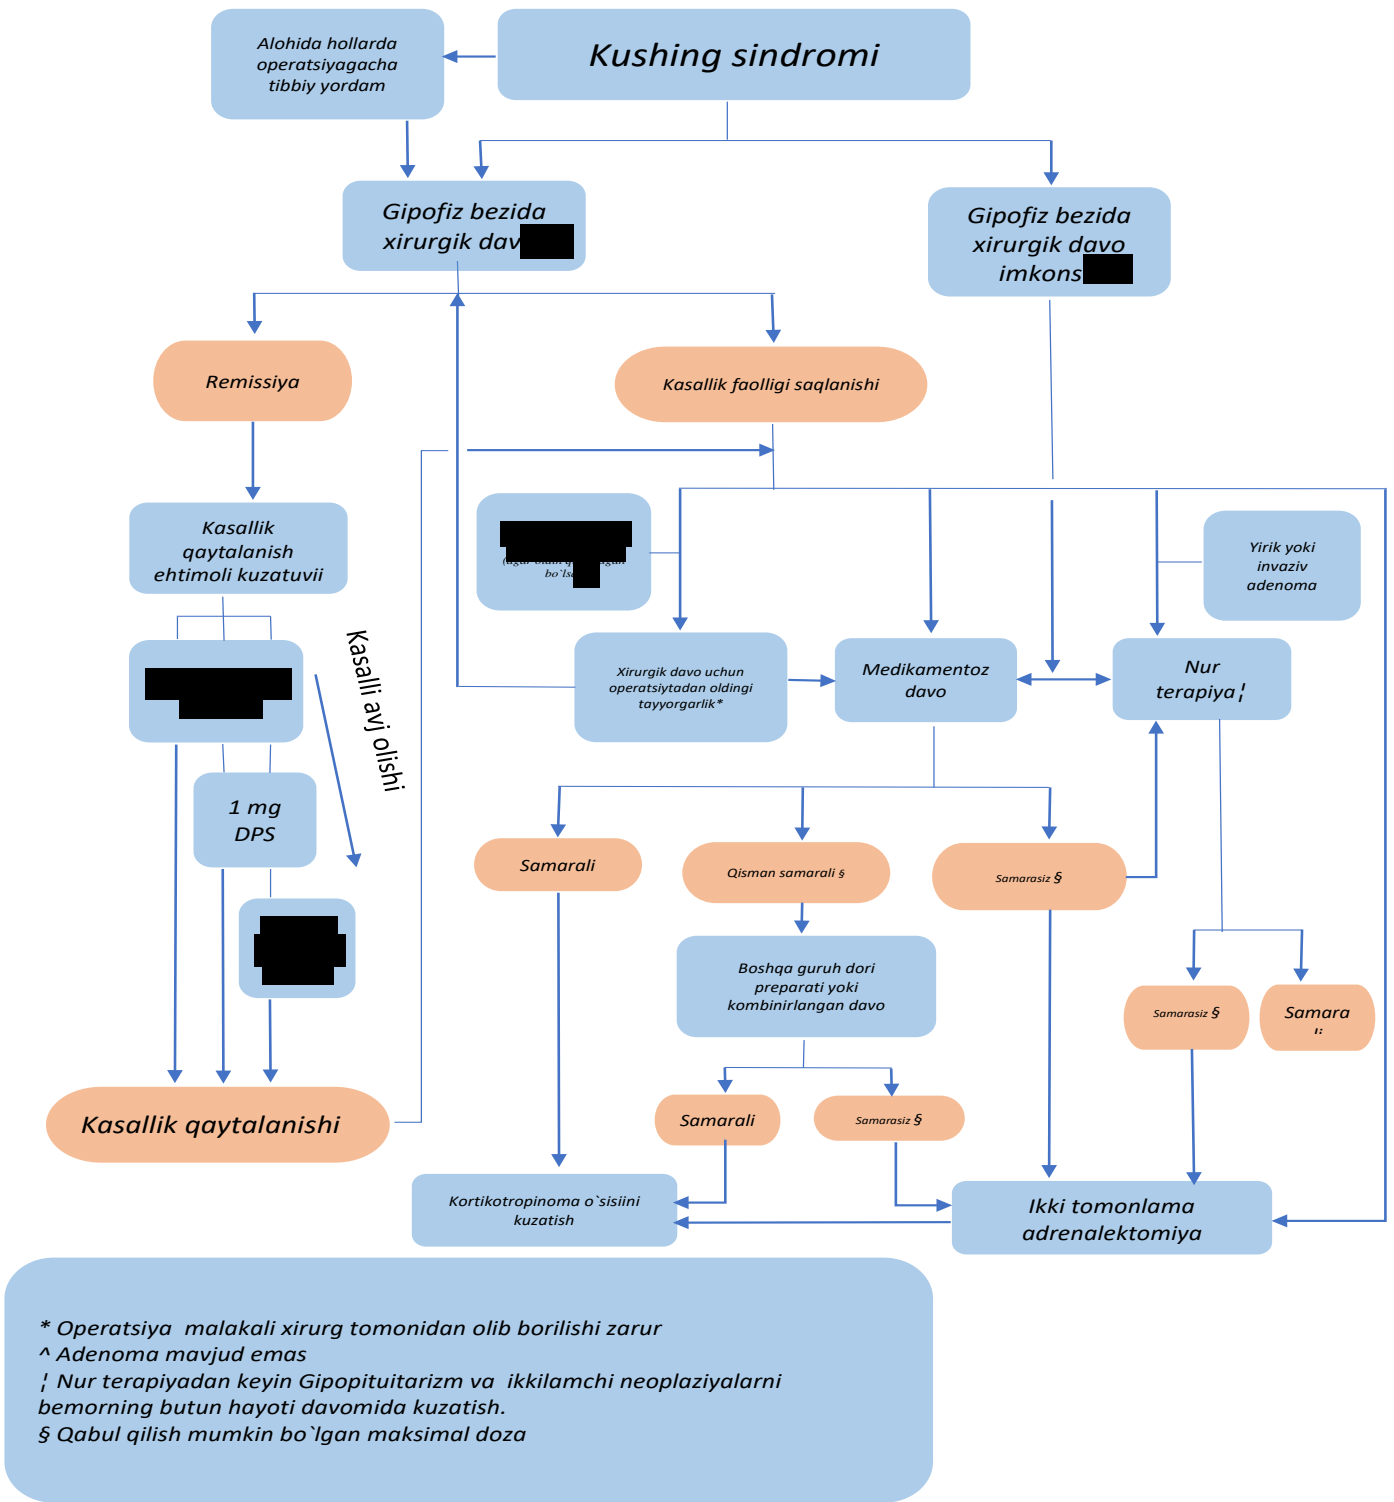 Alohida hollarda
operatsiyagacha
tibbiy yordam
Kushing sindromi
Gipofiz bezida
xirurgik
Gipofiz bezida
xirurgik davo
Remissiya
Kasallik faolligi saqlanishi
Kasallik
qaytalanish
ehtimoli kuzatuvii
Yirik yoki
invaziv
adenoma
Kasalli avj olishi
Xirurgik davo uchun
operatsiytadan oldingi
tayyorgarlik*
Medikamentoz
davo
Nur
terapiya¦
1 mg
DPS
Samarali
Qisman samarali §
Samarasiz §
Boshqa guruh dori
preparati yoki
kombinirlangan davo
Samarasiz §
Samara
Kasallik qaytalanishi
Samarali
Samarasiz §
Kortikotropinoma o`sisiini
kuzatish
Ikki tomonlama
adrenalektomiya
* Operatsiya malakali xirurg tomonidan olib borilishi zarur
^ Adenoma mavjud emas
¦ Nur terapiyadan keyin Gipopituitarizm va ikkilamchi neoplaziyalarni
bemorning butun hayoti davomida kuzatish.
§ Qabul qilish mumkin bo`lgan maksimal doza